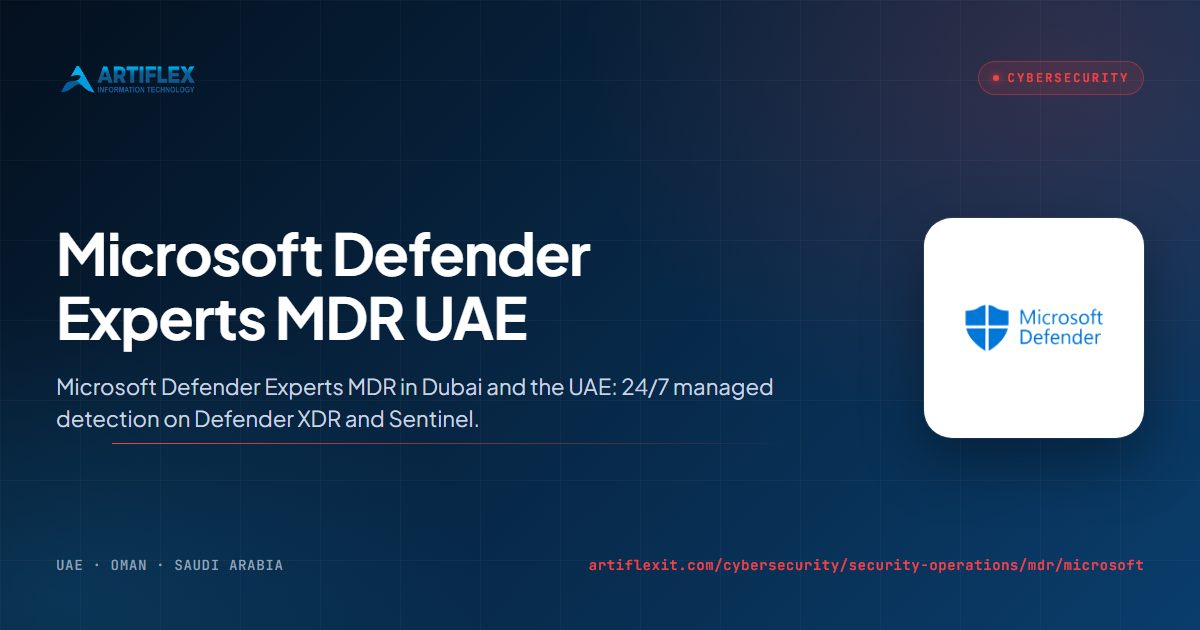 ARTIFLEX
INFORMATION TECHNOLOGY
CYBERSECURITY
Microsoft Defender
Experts MDR UAE
Microsoft Defender Experts MDR in Dubai and the UAE: 24/7 managed
detection on Defender XDR and Sentinel.
Microsoft
Defender
UAE · OMAN · SAUDI ARABIA
artiflexit.com/cybersecurity/security-operations/mdr/microsoft